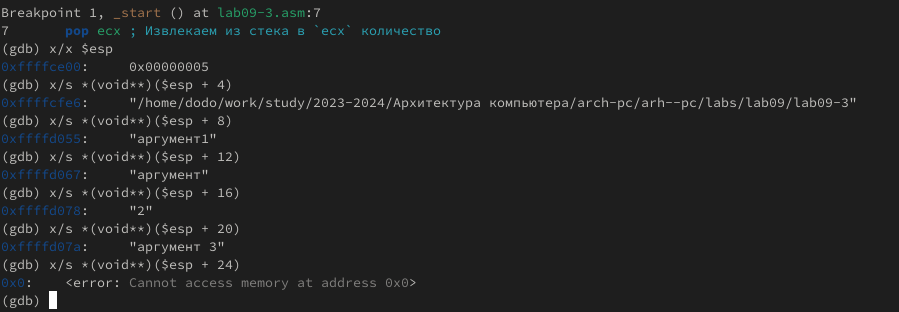 Breakpoint 1, _start () at lab09-3.asm:7
7 pop ecx ; Извлекаем из стека в `ecx` количество
(gdb) x/x $esp
0xffffce00: 0x00000005
(gdb) x/s *(void**)($esp + 4)
0xffffcfe6: "/home/dodo/work/study/2023-2024/Архитектура компьютера/arch-pc/arh--pc/labs/lab09/lab09-3"
(gdb) x/s *(void**)($esp + 8)
0xffffd055: "аргумент1"
(gdb) x/s *(void**)($esp + 12)
0xffffd067: "аргумент"
(gdb) x/s *(void**)($esp + 16)
0xffffd078: "2"
(gdb) x/s *(void**)($esp + 20)
0xffffd07a: "аргумент 3"
(gdb) x/s *(void**)($esp + 24)
0x0: <error: Cannot access memory at address 0x0>
(gdb)